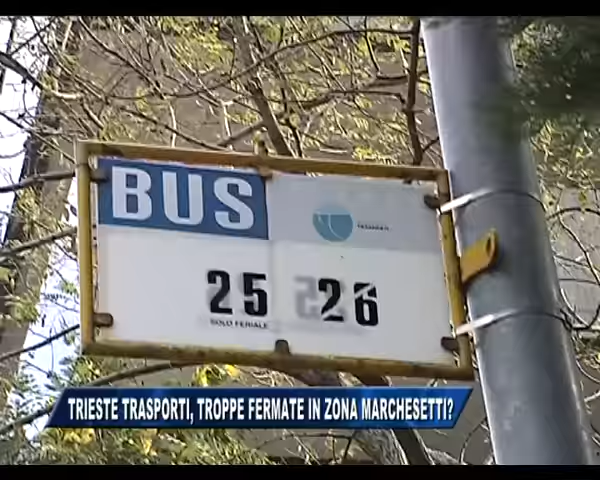 BUS
25 26
SOLO FERIALE
TRIESTE TRASPORTI, TROPPE FERMATE IN ZONA MARCHESETTI?